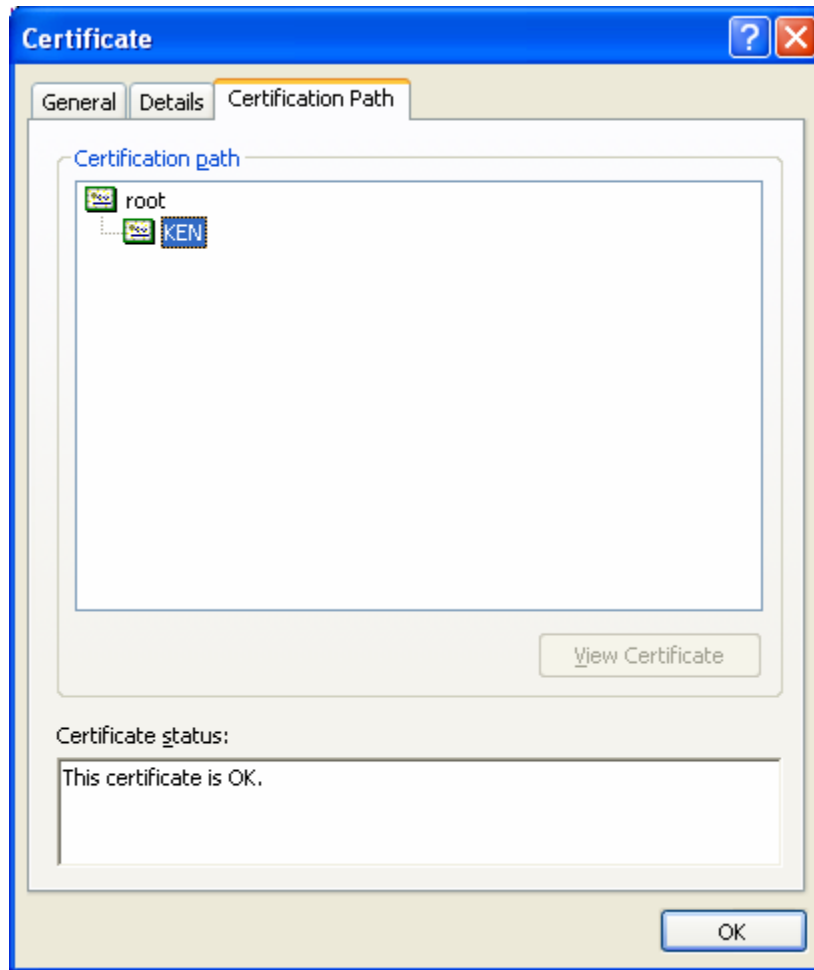 Certificate
General Details Certification Path
Certification path
root
KEN
View Certificate
Certificate status:
This certificate is OK.
OK